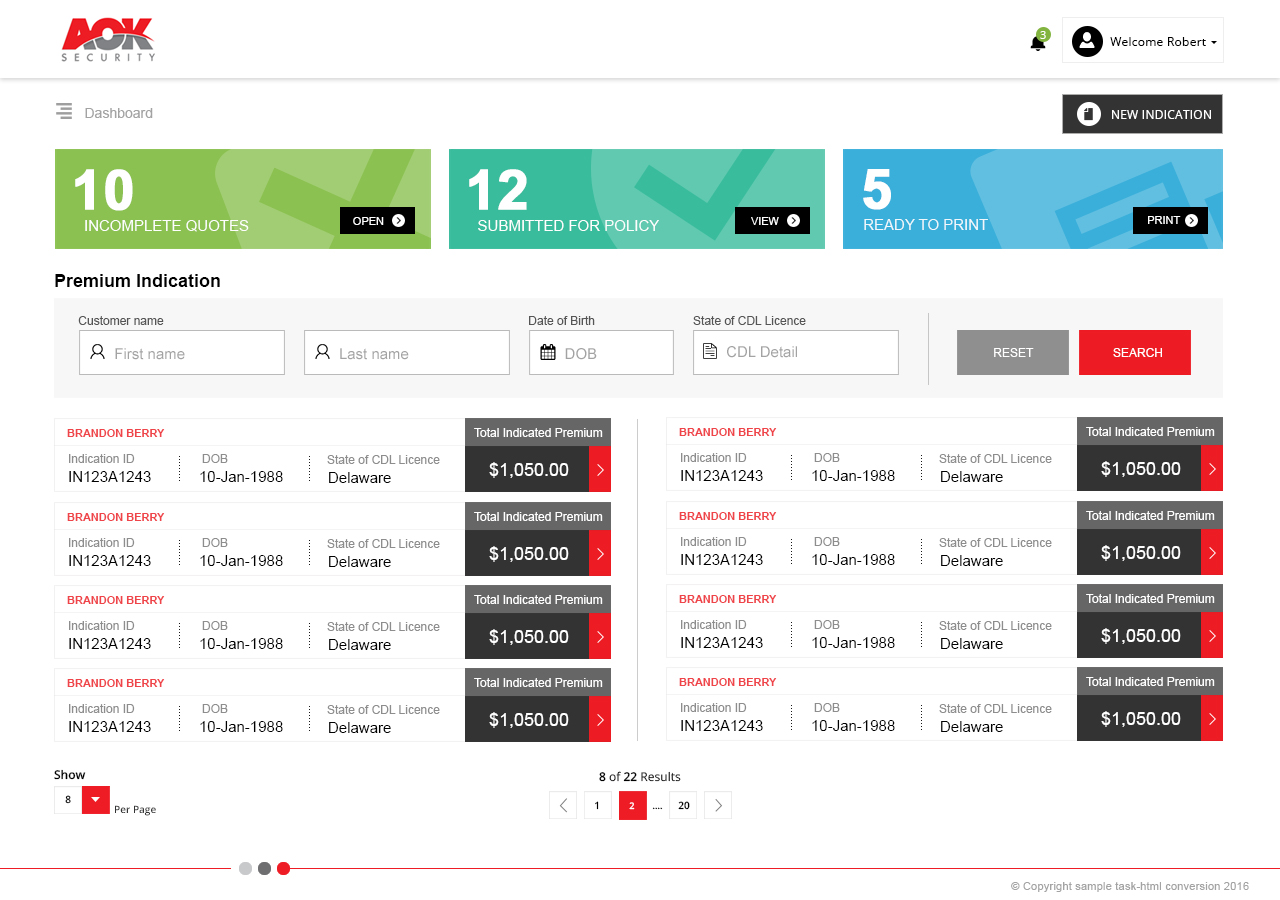 AOK
SECURITY
3
Welcome Robert
Dashboard
NEW INDICATION
10
INCOMPLETE QUOTES
OPEN
12
SUBMITTED FOR POLICY
VIEW
5
READY TO PRINT
PRINT
Premium Indication
Customer name
Date of Birth
State of CDL Licence
First name
Last name
DOB
CDL Detail
RESET
SEARCH
BRANDON BERRY
Total Indicated Premium
Indication ID
DOB
State of CDL Licence
IN123A1243
10-Jan-1988
Delaware
$1,050.00
BRANDON BERRY
Total Indicated Premium
Indication ID
DOB
State of CDL Licence
IN123A1243
10-Jan-1988
Delaware
$1,050.00
BRANDON BERRY
Total Indicated Premium
Indication ID
DOB
State of CDL Licence
IN123A1243
10-Jan-1988
Delaware
$1,050.00
BRANDON BERRY
Total Indicated Premium
Indication ID
DOB
State of CDL Licence
IN123A1243
10-Jan-1988
Delaware
$1,050.00
BRANDON BERRY
Total Indicated Premium
Indication ID
DOB
State of CDL Licence
IN123A1243
10-Jan-1988
Delaware
$1,050.00
BRANDON BERRY
Total Indicated Premium
Indication ID
DOB
State of CDL Licence
IN123A1243
10-Jan-1988
Delaware
$1,050.00
BRANDON BERRY
Total Indicated Premium
Indication ID
DOB
State of CDL Licence
IN123A1243
10-Jan-1988
Delaware
$1,050.00
BRANDON BERRY
Total Indicated Premium
Indication ID
DOB
State of CDL Licence
IN123A1243
10-Jan-1988
Delaware
$1,050.00
Show
8
Per Page
8 of 22 Results
1 2 .... 20
© Copyright sample task-html conversion 2016